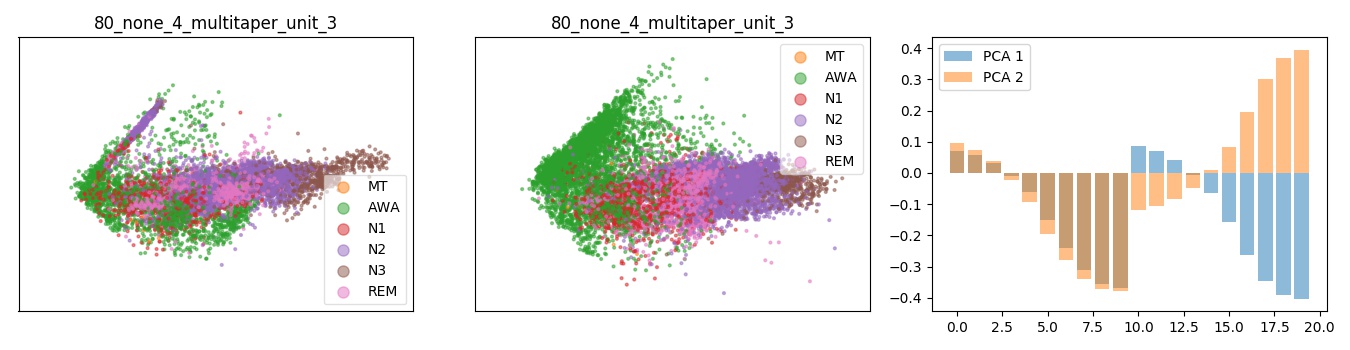 80_none_4_multitaper_unit_3
MT
AWA
N1
N2
N3
REM
80_none_4_multitaper_unit_3
MT
AWA
N1
N2
N3
REM
PCA 1
PCA 2
0.4
0.3
0.2
0.1
0.0
−0.1
−0.2
−0.3
−0.4
0.0 2.5 5.0 7.5 10.0 12.5 15.0 17.5 20.0